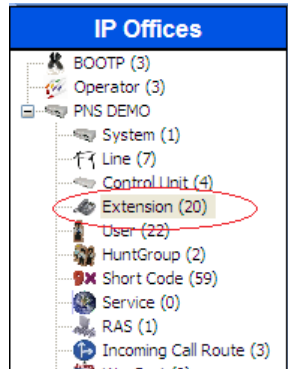 IP Offices
BOOTP (3)
Operator (3)
PNS DEMO
System (1)
Line (7)
Control Unit (4)
Extension (20)
User (22)
HuntGroup (2)
Short Code (59)
Service (0)
RAS (1)
Incoming Call Route (3)